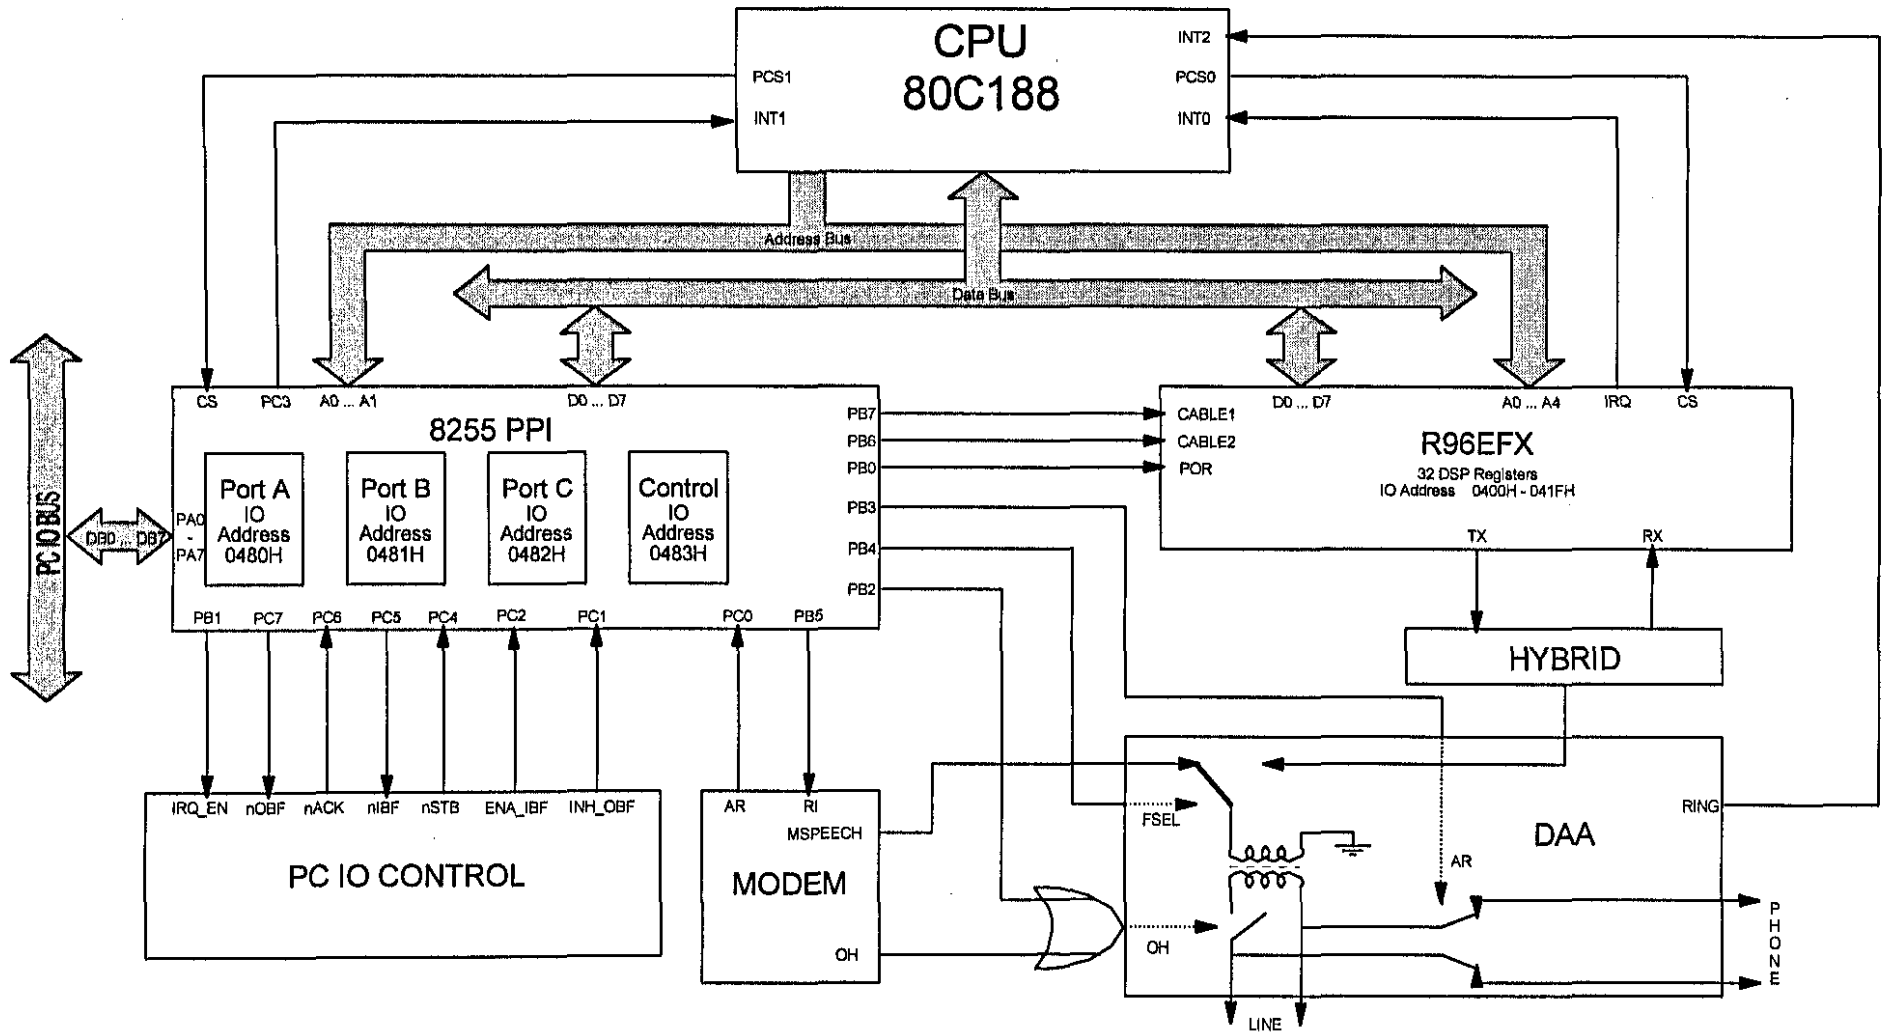 CPU
80C188
INT2
PCS1
PCS0
INT1
INT0
Address Bus
Data Bus
CS
PC3
A0 ... A1
D0 ... D7
8255 PPI
PB7
PB6
PB0
PB3
PB4
PB2
Port A
IO
Address
0480H
Port B
IO
Address
0481H
Port C
IO
Address
0482H
Control
IO
Address
0483H
PC IO BUS
DB0 ... DB7
PA0
-
PA7
PB1
PC7
PC6
PC5
PC4
PC2
PC1
PC0
PB5
D0 ... D7
A0 ... A4
IRQ
CS
CABLE1
CABLE2
POR
R96EFX
32 DSP Registers
IO Address 0400H - 041FH
TX
RX
HYBRID
IRQ_EN
nOBF
nACK
nIBF
nSTB
ENA_IBF
INH_OBF
PC IO CONTROL
AR
RI
MSPEECH
MODEM
OH
FSEL
RING
DAA
AR
OH
PHONE
LINE